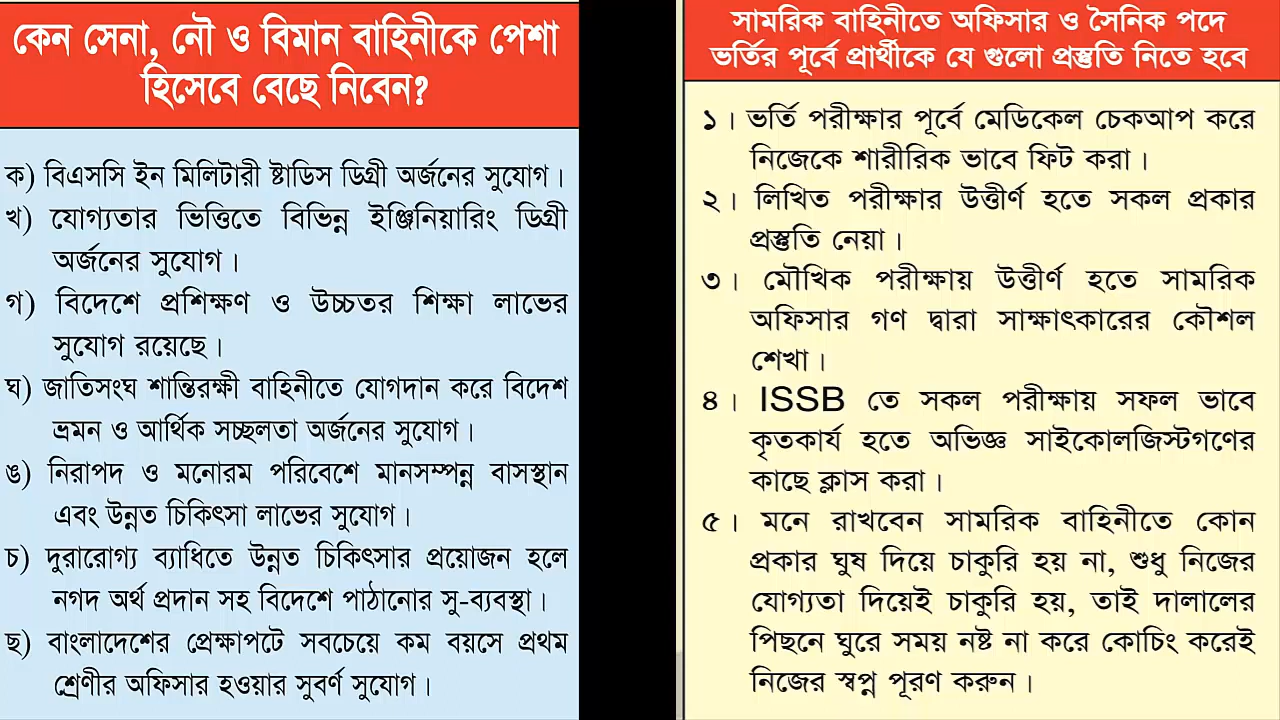 কেন সেনা, নৌ ও বিমান বাহিনীকে পেশা
হিসেবে বেছে নিবেন?
ক) বিএসসি ইন মিলিটারী ষ্টাডিস ডিগ্রী অর্জনের সুযোগ।
খ) যোগ্যতার ভিত্তিতে বিভিন্ন ইঞ্জিনিয়ারিং ডিগ্রী
অর্জনের সুযোগ।
গ) বিদেশে প্রশিক্ষণ ও উচ্চতর শিক্ষা লাভের
সুযোগ রয়েছে।
ঘ) জাতিসংঘ শান্তিরক্ষী বাহিনীতে যোগদান করে বিদেশ
ভ্রমন ও আর্থিক সচ্ছলতা অর্জনের সুযোগ।
ঙ) নিরাপদ ও মনোরম পরিবেশে মানসম্পন্ন বাসস্থান
এবং উন্নত চিকিৎসা লাভের সুযোগ।
চ) দুরারোগ্য ব্যাধিতে উন্নত চিকিৎসার প্রয়োজন হলে
নগদ অর্থ প্রদান সহ বিদেশে পাঠানোর সু-ব্যবস্থা।
ছ) বাংলাদেশের প্রেক্ষাপটে সবচেয়ে কম বয়সে প্রথম
শ্রেণীর অফিসার হওয়ার সুবর্ণ সুযোগ।
সামরিক বাহিনীতে অফিসার ও সৈনিক পদে
ভর্তির পূর্বে প্রার্থীকে যে গুলো প্রস্তুতি নিতে হবে
১। ভর্তি পরীক্ষার পূর্বে মেডিকেল চেকআপ করে
নিজেকে শারীরিক ভাবে ফিট করা।
২। লিখিত পরীক্ষার উত্তীর্ণ হতে সকল প্রকার
প্রস্তুতি নেয়া।
৩। মৌখিক পরীক্ষায় উত্তীর্ণ হতে সামরিক
অফিসার গণ দ্বারা সাক্ষাৎকারের কৌশল
শেখা।
৪। ISSB তে সকল পরীক্ষায় সফল ভাবে
কৃতকার্য হতে অভিজ্ঞ সাইকোলজিস্টগণের
কাছে ক্লাস করা।
৫। মনে রাখবেন সামরিক বাহিনীতে কোন
প্রকার ঘুষ দিয়ে চাকুরি হয় না, শুধু নিজের
যোগ্যতা দিয়েই চাকুরি হয়, তাই দালালের
পিছনে ঘুরে সময় নষ্ট না করে কোচিং করেই
নিজের স্বপ্ন পূরণ করুন।